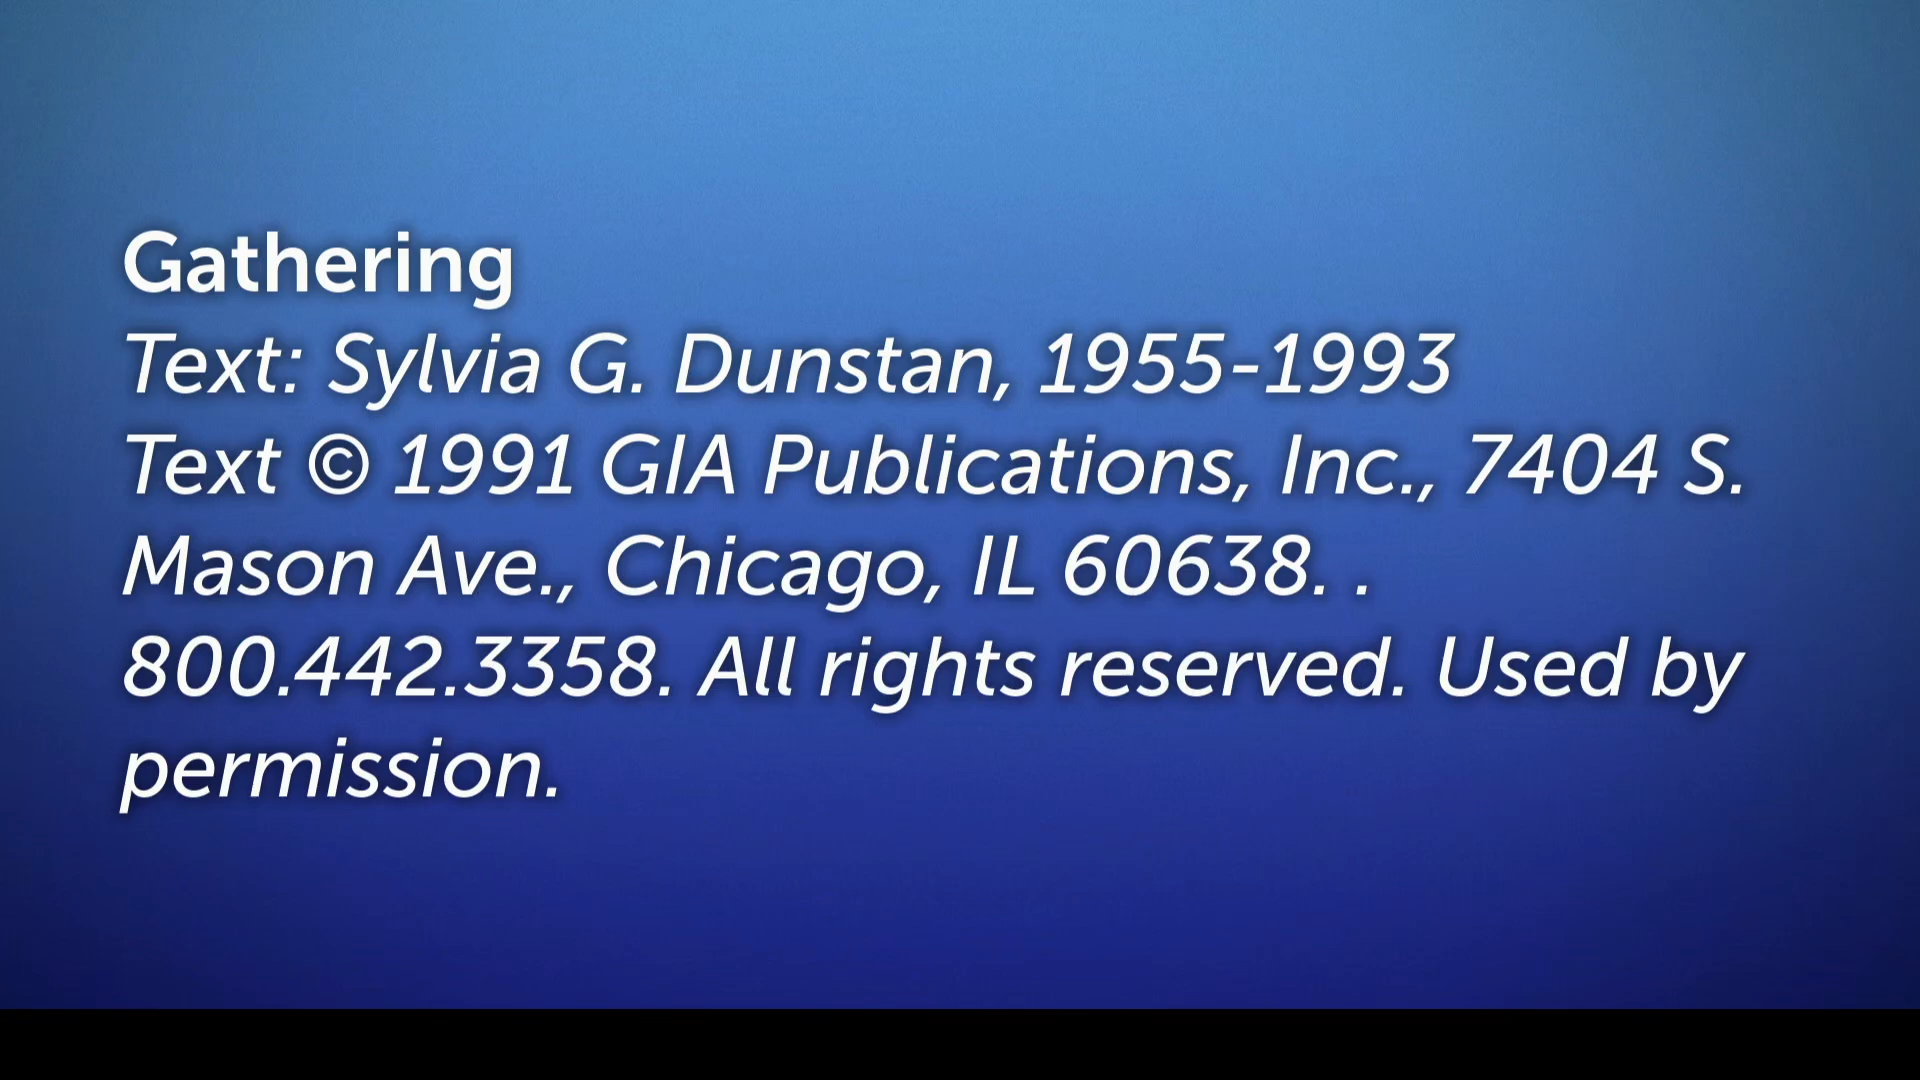 Gathering
Text: Sylvia G. Dunstan, 1955-1993
Text © 1991 GIA Publications, Inc., 7404 S.
Mason Ave., Chicago, IL 60638. .
800.442.3358. All rights reserved. Used by
permission.